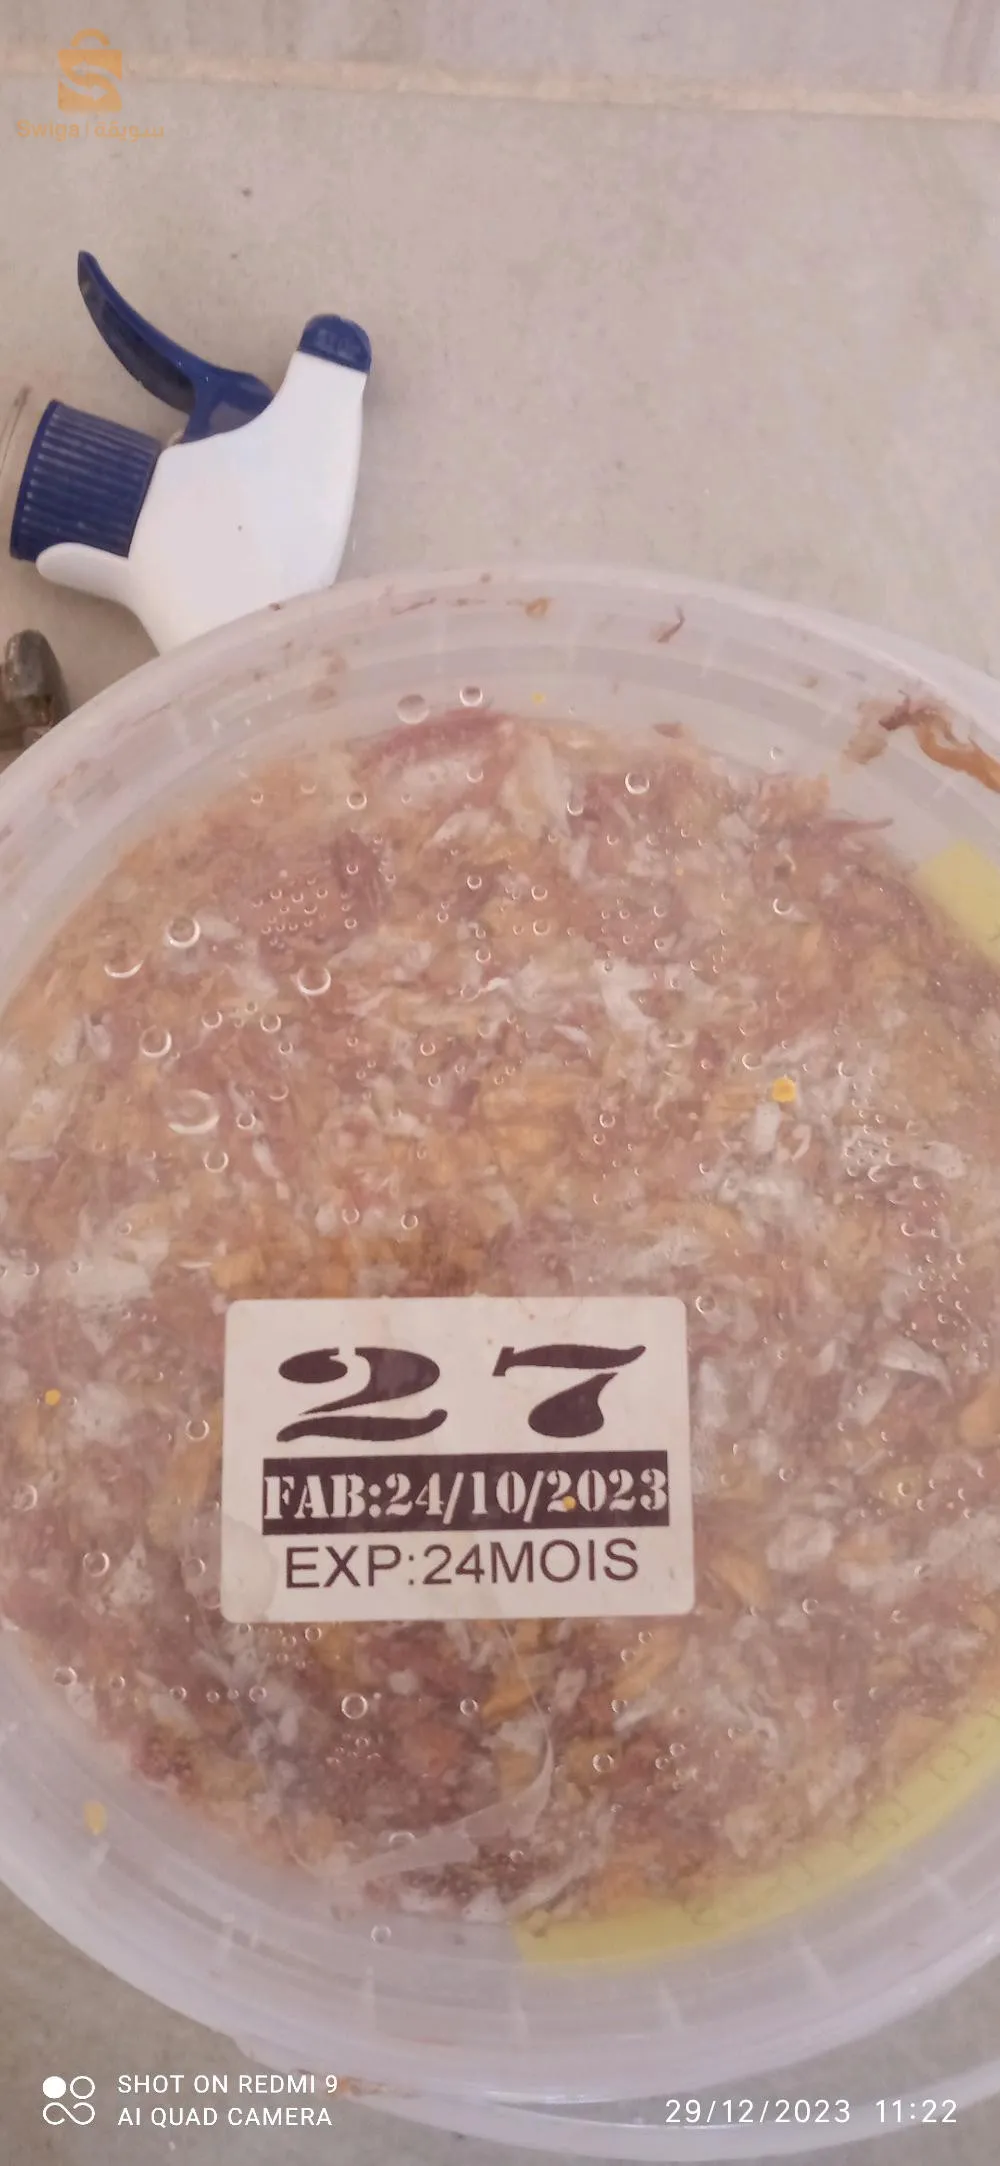 Swiqa | سويقة
27
FAB:24/10/2023
EXP:24MOIS
SHOT ON REDMI 9
AI QUAD CAMERA
29/12/2023 11:22